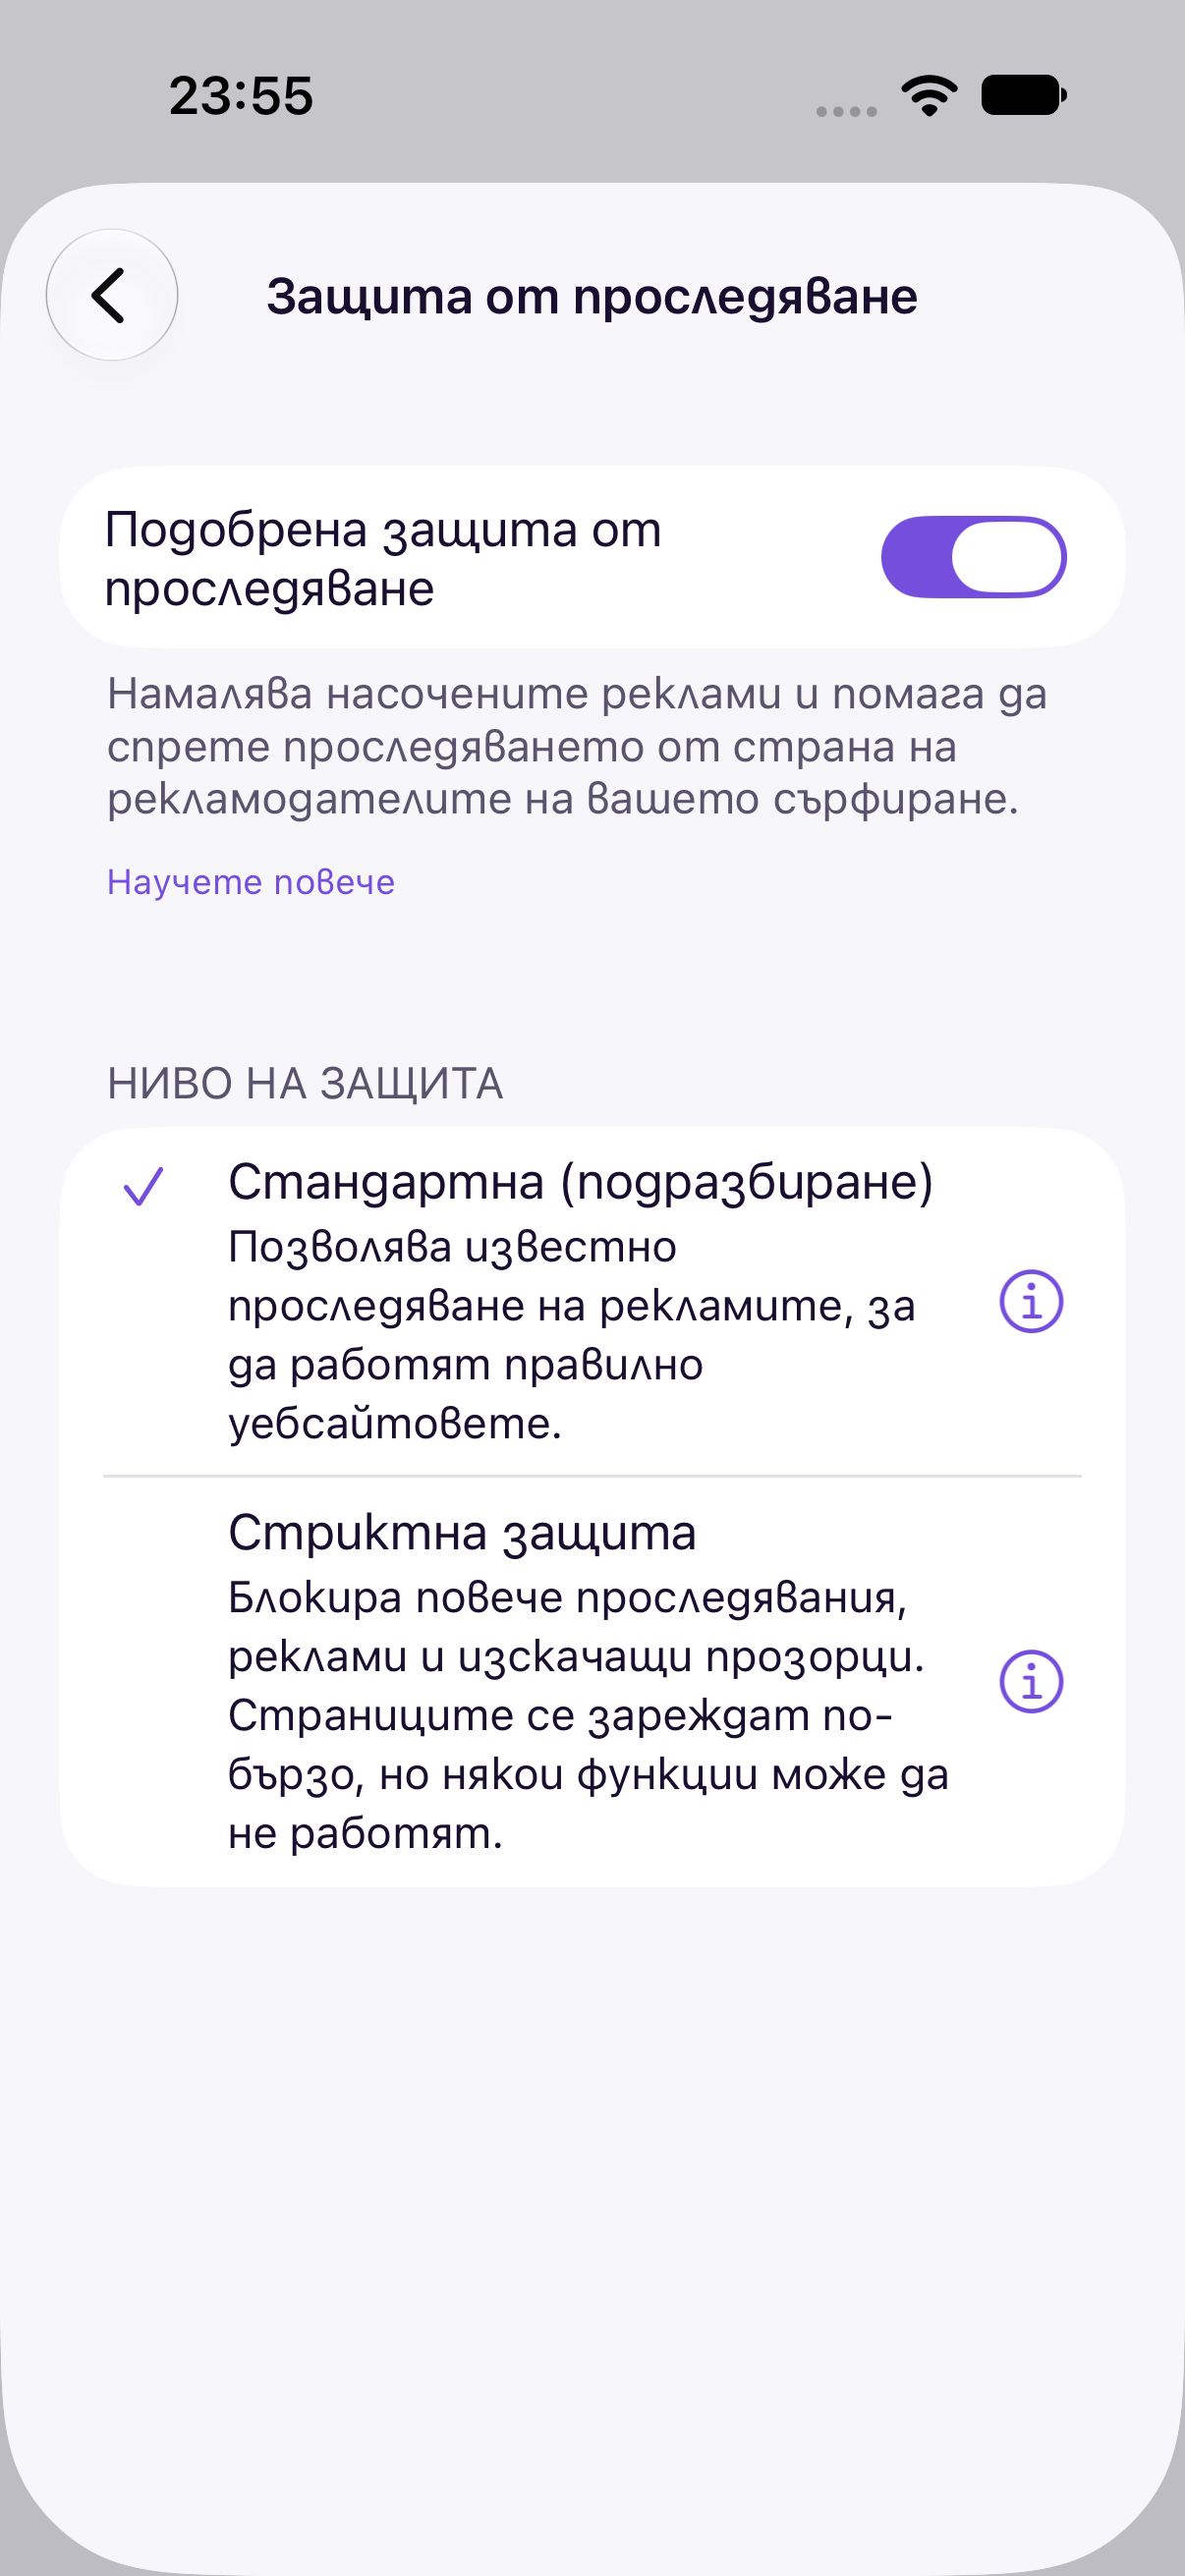 23:55
Защита от проследяване
Подобрена защита от
проследяване
Намалява насочените реклами и помага да
спрете проследяването от страна на
рекламодателите на вашето сърфиране.
Научете повече
НИВО НА ЗАЩИТА
Стандартна (подразбиране)
Позволява известно
проследяване на рекламите, за
да работят правилно
уебсайтовете.
Стриктна защита
Блокира повече проследявания,
реклами и изскачащи прозорци.
Страниците се зареждат по-
бързо, но някои функции може да
не работят.